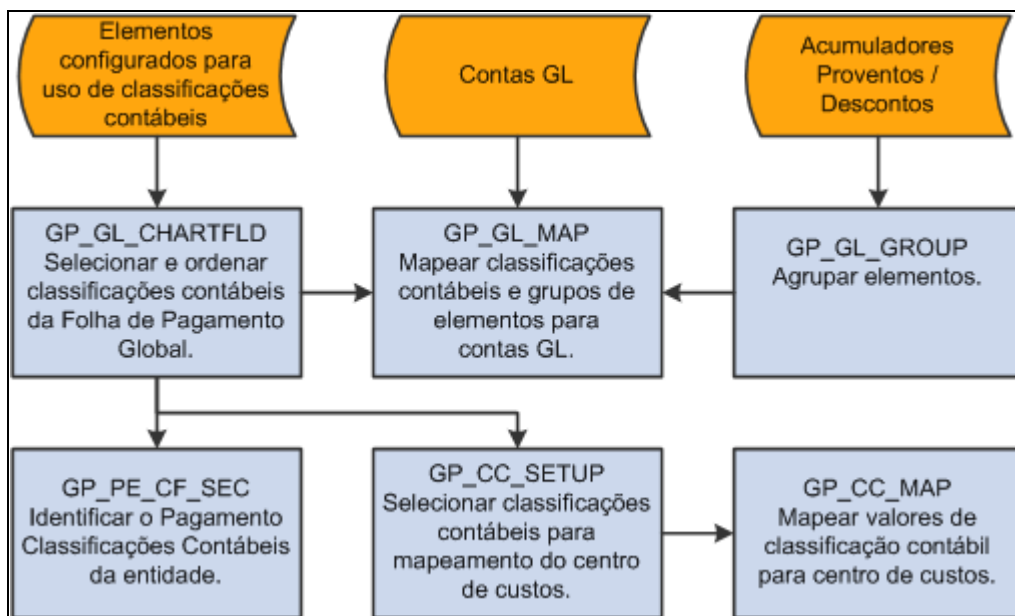 Elementos
configurados para
uso de classificações
contábeis
Contas GL
Acumuladores
Proventos /
Descontos
GP_GL_CHARTFLD
Selecionar e ordenar
classificações contábeis
da Folha de Pagamento
Global.
GP_GL_MAP
Mapear classificações
contábeis e grupos de
elementos para
contas GL.
GP_GL_GROUP
Agrupar elementos.
GP_PE_CF_SEC
Identificar o Pagamento
Classificações Contábeis
da entidade.
GP_CC_SETUP
Selecionar classificações
contábeis para
mapeamento do centro
de custos.
GP_CC_MAP
Mapear valores de
classificação contábil
para centro de custos.